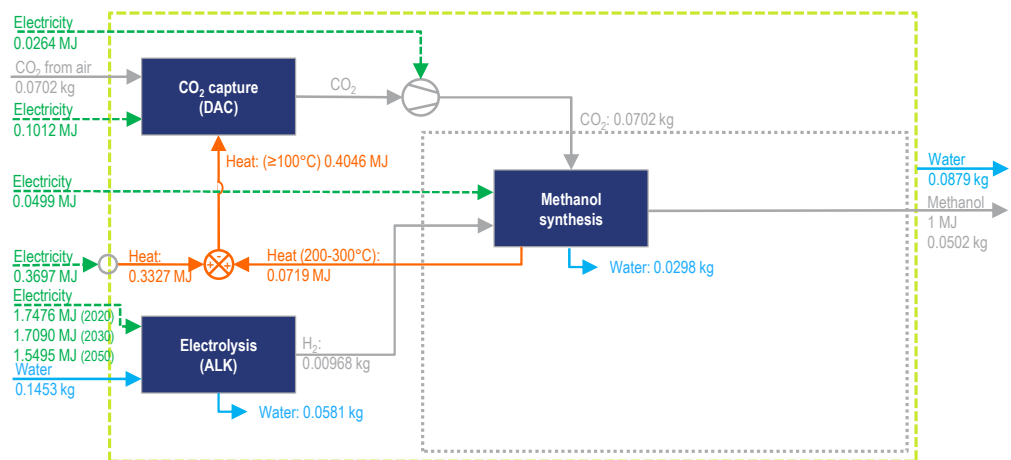 Electricity
0.0264 MJ
CO₂ from air
0.0702 kg
Electricity
0.1012 MJ
CO₂ capture
(DAC)
CO₂
CO₂: 0.0702 kg
Heat: (≥100°C) 0.4046 MJ
Electricity
0.0499 MJ
Methanol
synthesis
Water
0.0879 kg
Methanol
1 MJ
0.0502 kg
Electricity
0.3697 MJ
Heat:
0.3327 MJ
-
+
+
Heat (200-300°C):
0.0719 MJ
Water: 0.0298 kg
Electricity
1.7476 MJ (2020)
1.7090 MJ (2030)
1.5495 MJ (2050)
Water
0.1453 kg
Electrolysis
(ALK)
H₂:
0.00968 kg
Water: 0.0581 kg